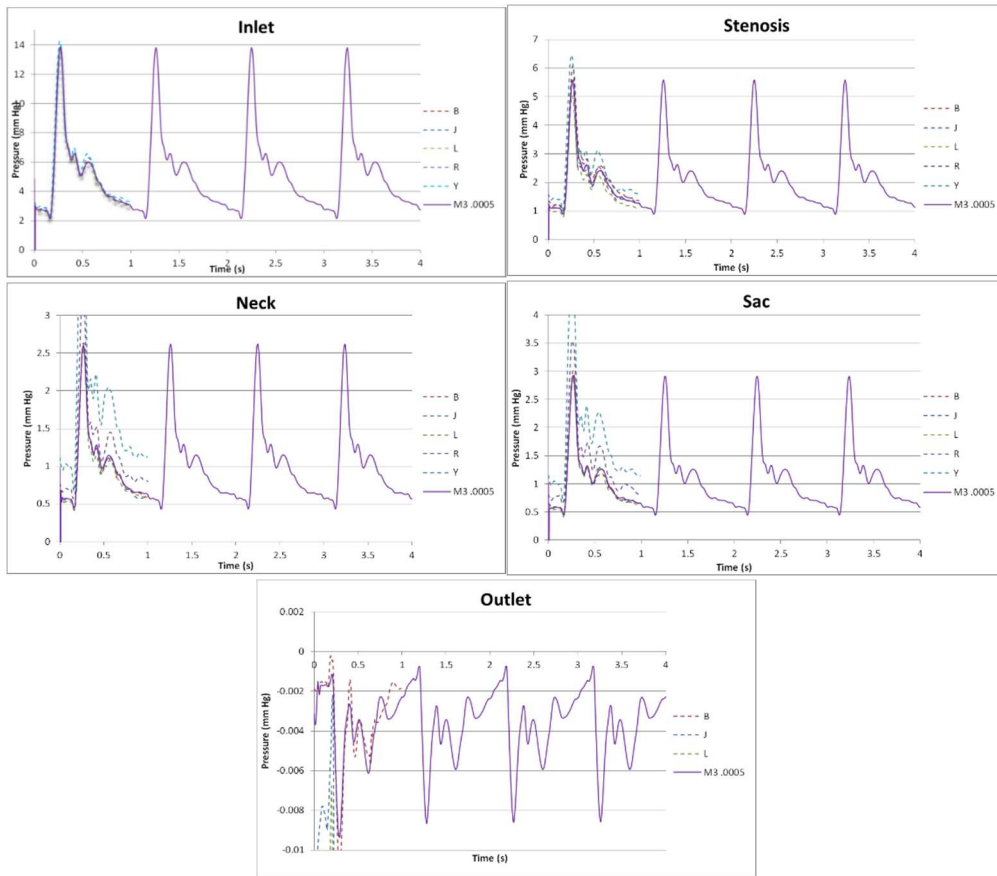 Inlet
Pressure (mm Hg)
14
12
10
8
6
4
2
0
0 0.5 1 1.5 2 2.5 3 3.5 4
Time (s)
B
J
L
R
Y
M3 .0005
Stenosis
Pressure (mm Hg)
7
6
5
4
3
2
1
0
0 0.5 1 1.5 2 2.5 3 3.5 4
Time (s)
B
J
L
R
Y
M3 .0005
Neck
Pressure (mm Hg)
3
2.5
2
1.5
1
0.5
0
0 0.5 1 1.5 2 2.5 3 3.5 4
Time (s)
B
J
L
R
Y
M3 .0005
Sac
Pressure (mm Hg)
4
3.5
3
2.5
2
1.5
1
0.5
0
0 0.5 1 1.5 2 2.5 3 3.5 4
Time (s)
B
J
L
R
Y
M3 .0005
Outlet
Pressure (mm Hg)
0.002
0
-0.002
-0.004
-0.006
-0.008
-0.01
0 0.5 1 1.5 2 2.5 3 3.5 4
Time (s)
B
J
L
M3 .0005